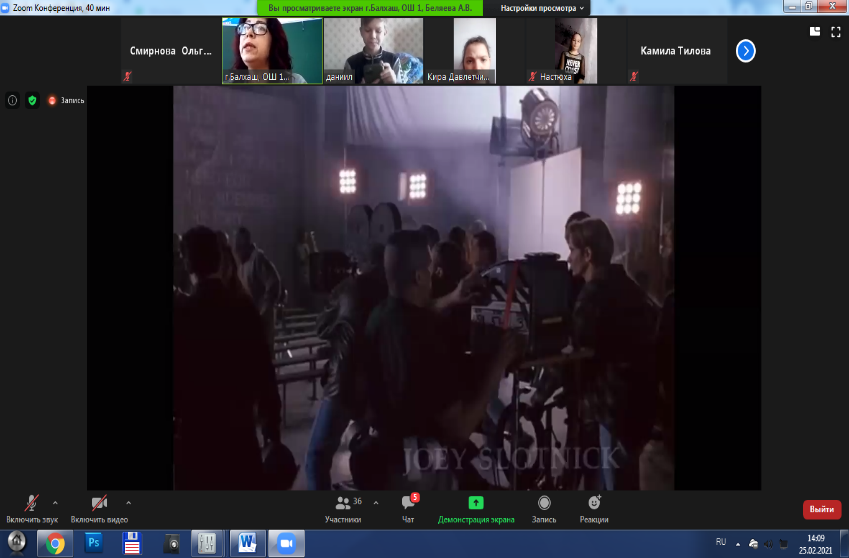 Zoom Конференция, 40 мин
Вы просматриваете экран г.Балхаш, ОШ 1, Беляева А.В.
Настройки просмотра
Смирнова Ольг...
г.Балхаш, ОШ 1...
даниил
Кира Давлетчи...
Настюха
Камила Тилова
Запись
JOEY SLOTNICK
Включить звук
Включить видео
36
Участники
5
Чат
Демонстрация экрана
Запись
Реакции
Выйти
Ps
W
RU
14:09
25.02.2021